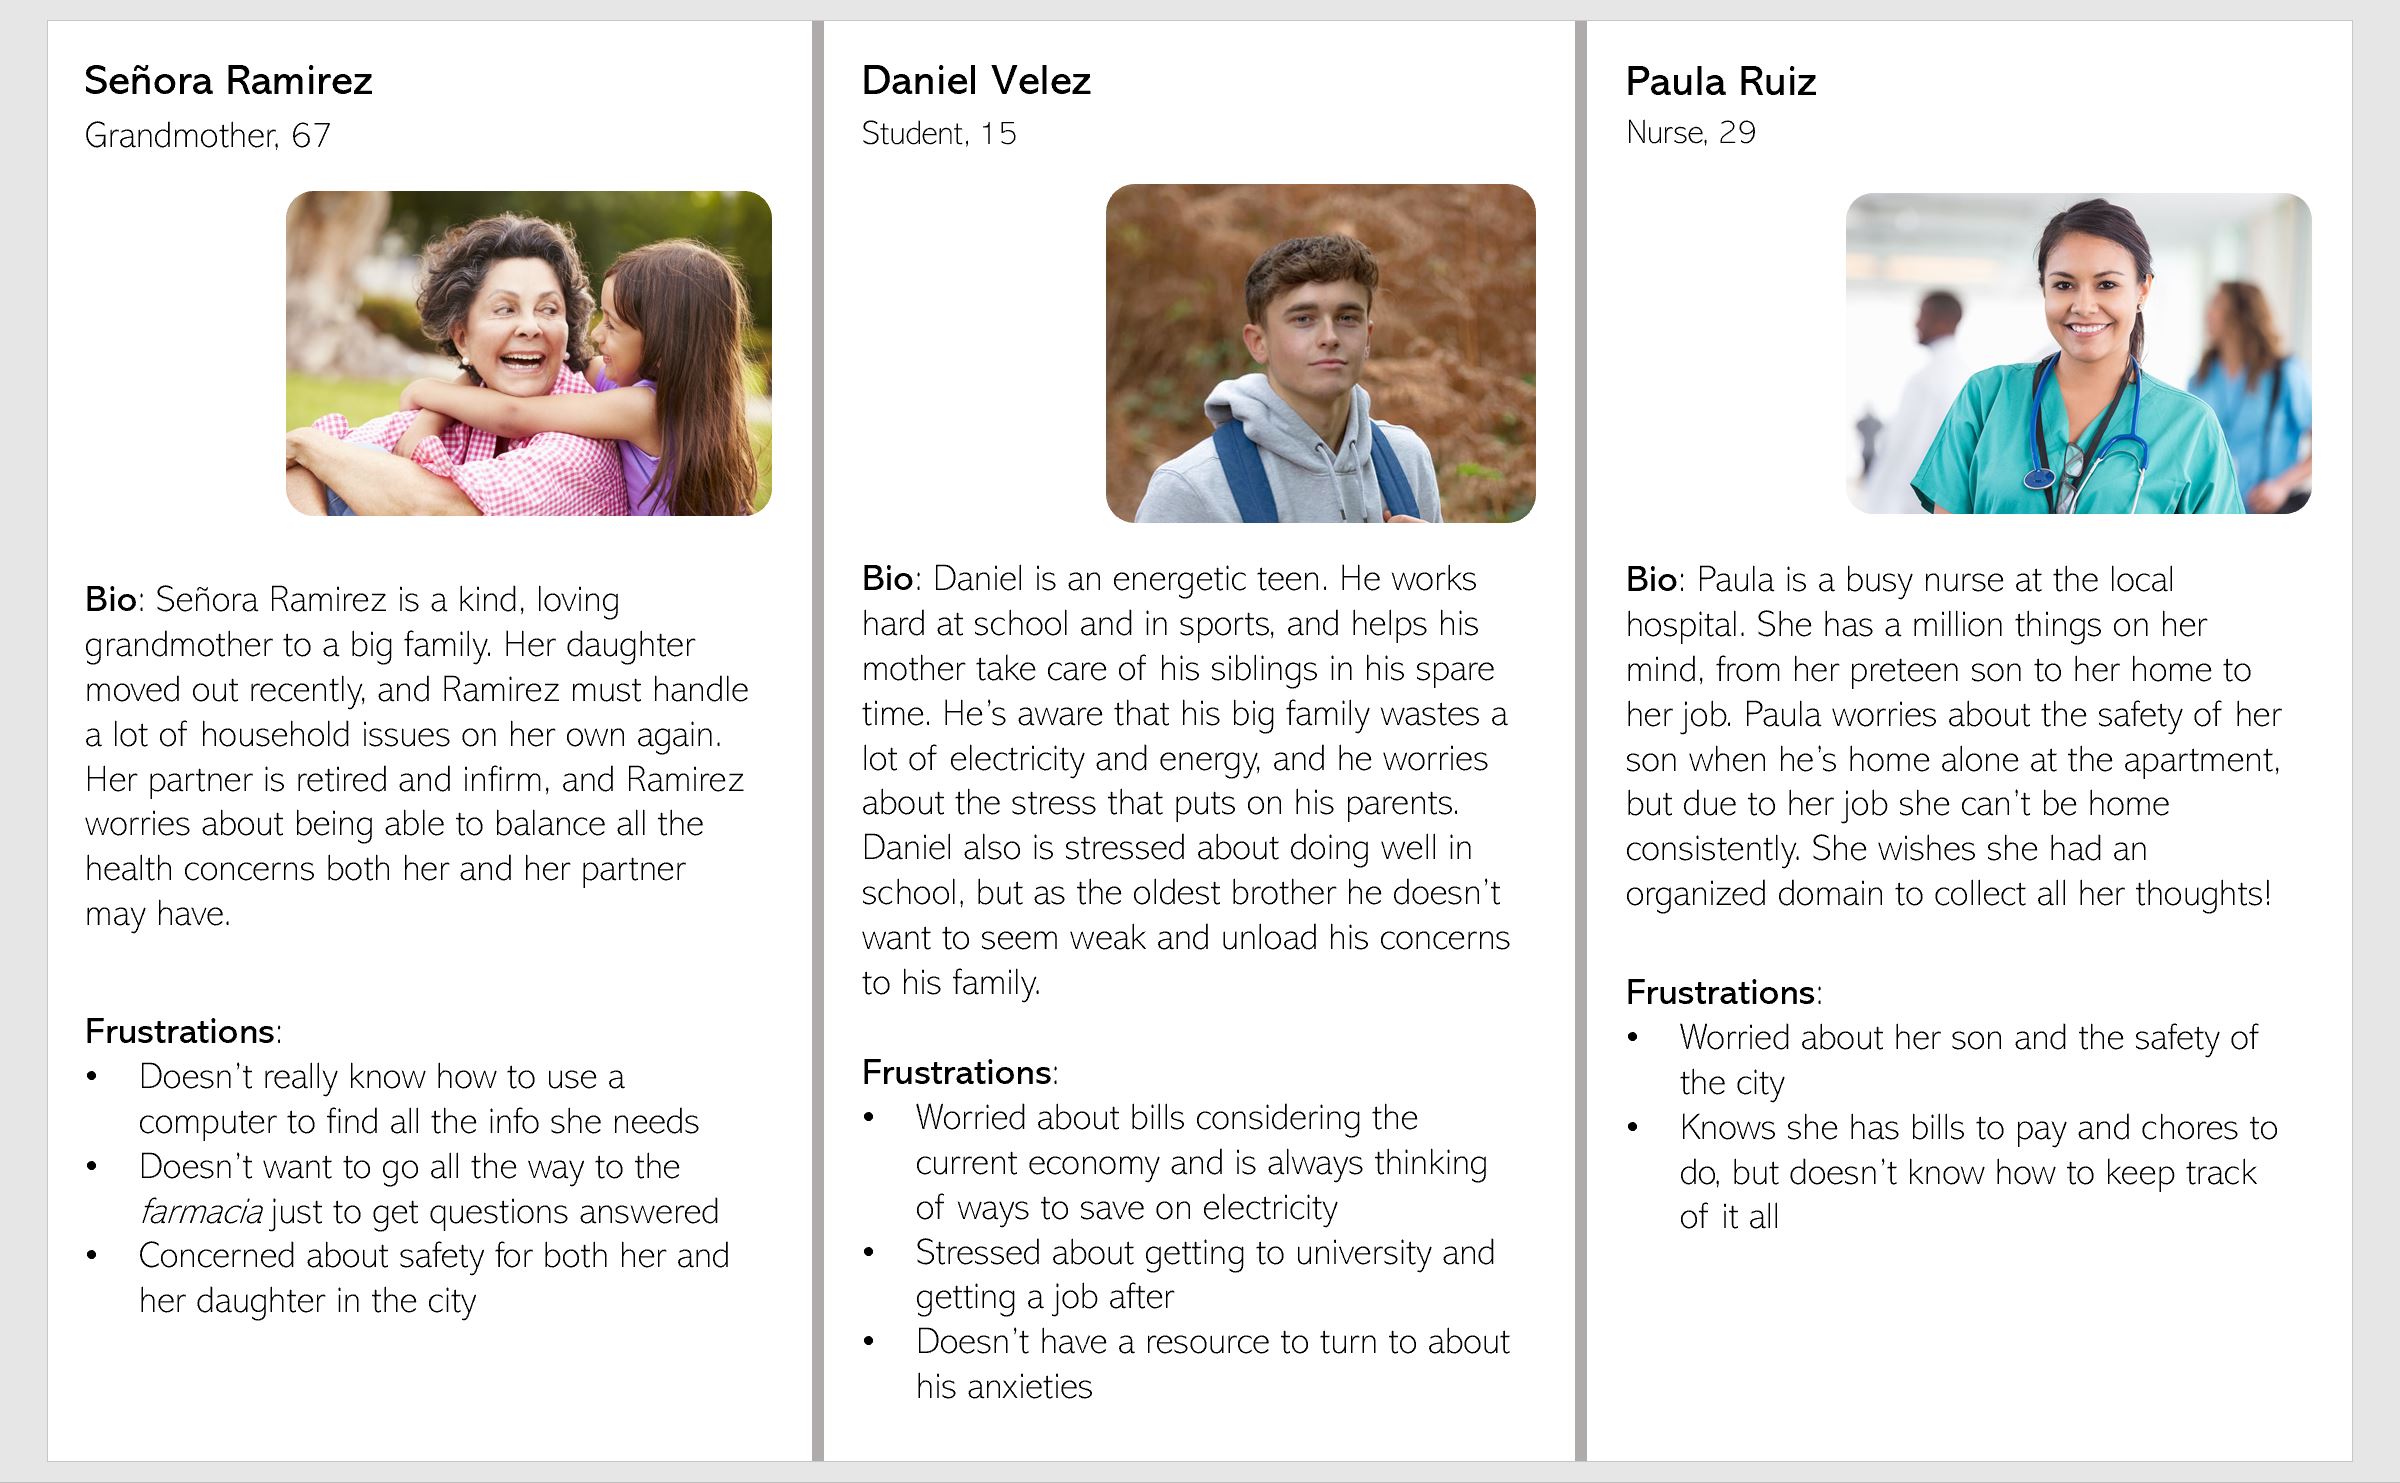 Señora Ramirez
Grandmother, 67
Bio: Señora Ramirez is a kind, loving
grandmother to a big family. Her daughter
moved out recently, and Ramirez must handle
a lot of household issues on her own again.
Her partner is retired and infirm, and Ramirez
worries about being able to balance all the
health concerns both her and her partner
may have.
Frustrations:
• Doesn't really know how to use a
computer to find all the info she needs
• Doesn't want to go all the way to the
farmacia just to get questions answered
• Concerned about safety for both her and
her daughter in the city
Daniel Velez
Student, 15
Bio: Daniel is an energetic teen. He works
hard at school and in sports, and helps his
mother take care of his siblings in his spare
time. He's aware that his big family wastes a
lot of electricity and energy, and he worries
about the stress that puts on his parents.
Daniel also is stressed about doing well in
school, but as the oldest brother he doesn't
want to seem weak and unload his concerns
to his family.
Frustrations:
• Worried about bills considering the
current economy and is always thinking
of ways to save on electricity
• Stressed about getting to university and
getting a job after
• Doesn't have a resource to turn to about
his anxieties
Paula Ruiz
Nurse, 29
Bio: Paula is a busy nurse at the local
hospital. She has a million things on her
mind, from her preteen son to her home to
her job. Paula worries about the safety of her
son when he's home alone at the apartment,
but due to her job she can't be home
consistently. She wishes she had an
organized domain to collect all her thoughts!
Frustrations:
• Worried about her son and the safety of
the city
• Knows she has bills to pay and chores to
do, but doesn't know how to keep track
of it all